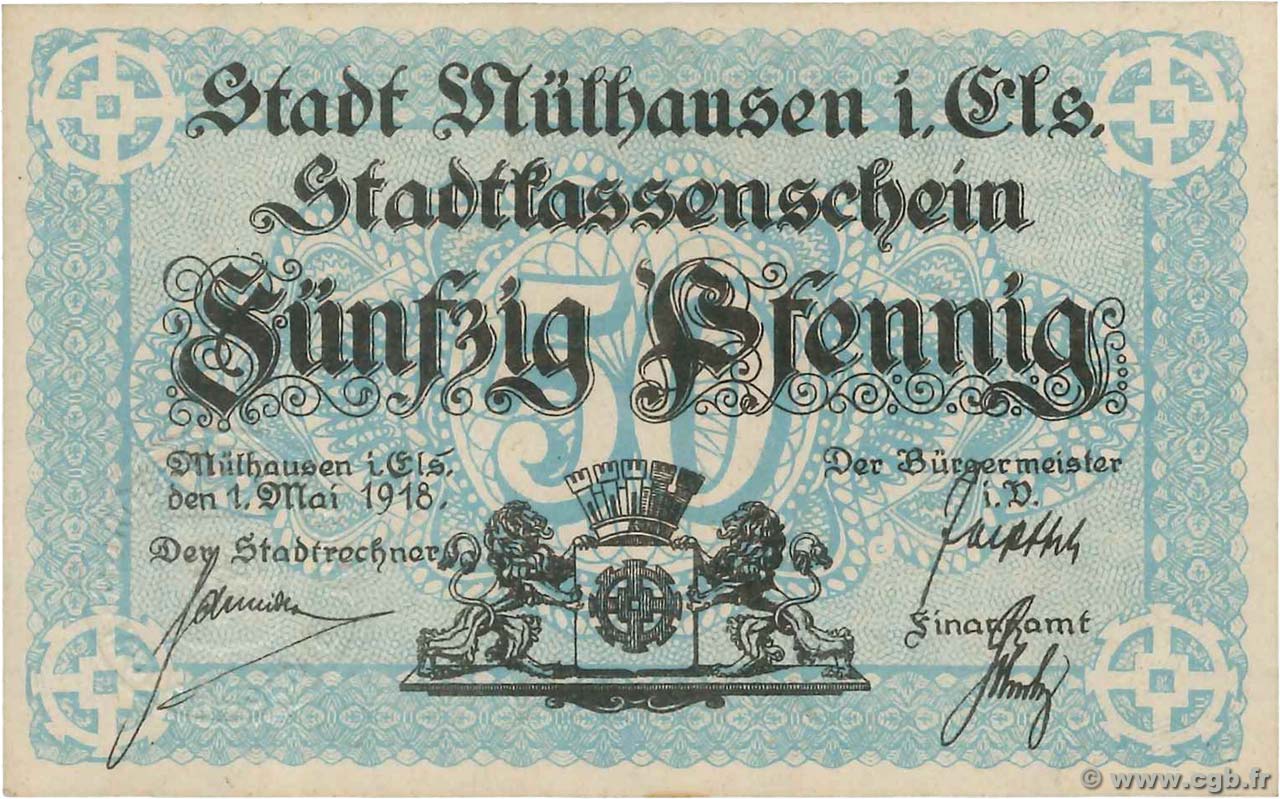 Stadt Mülhausen i. Els.
Stadtkassenschein
50
Fünfzig Pfennig
Mülhausen i. Els.
den 1. Mai 1918.
Der Stadtrechner
Der Bürgermeister
i. V.
Finanzamt
© www.cgb.fr